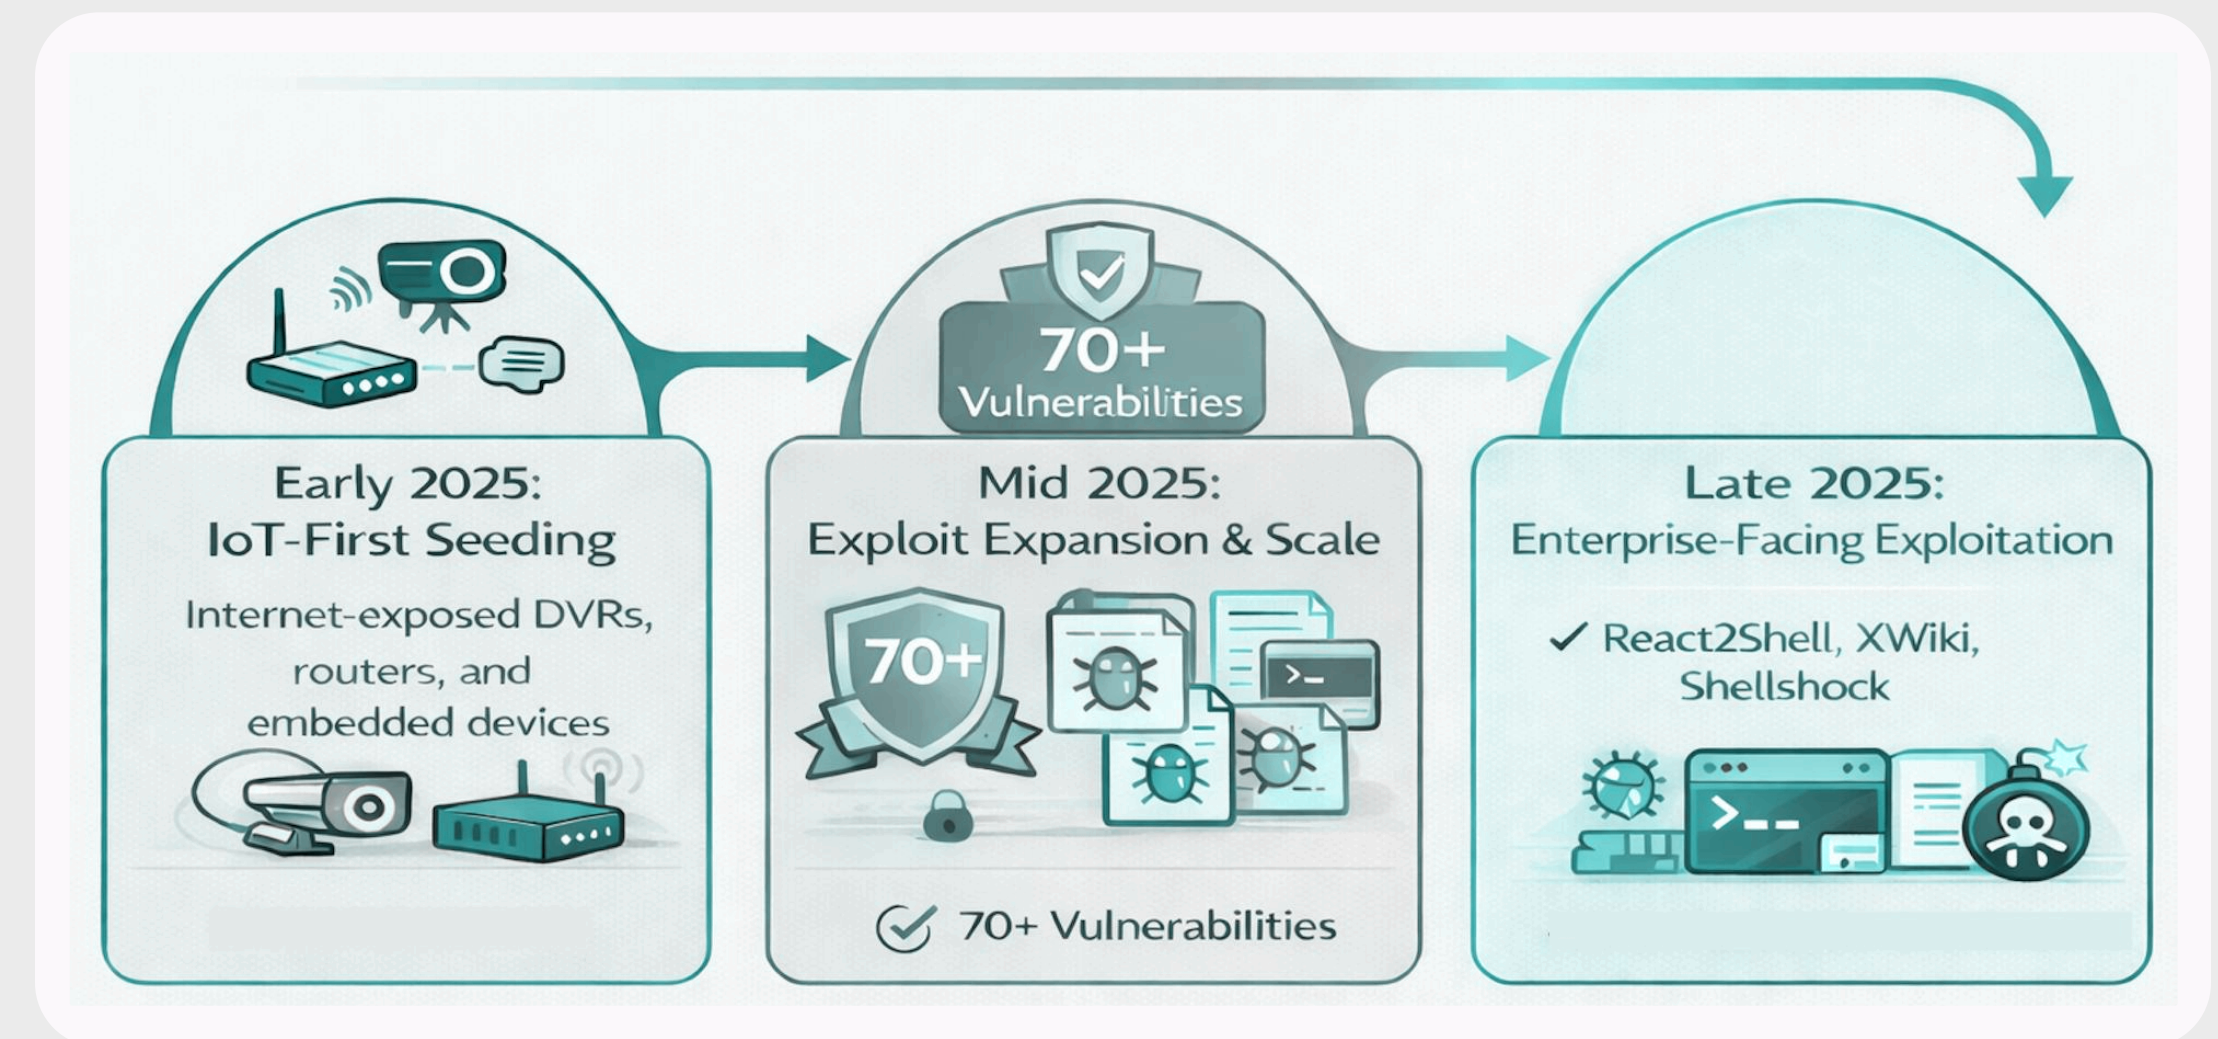 70+
Vulnerabilities
Early 2025:
IoT-First Seeding
Internet-exposed DVRs,
routers, and
embedded devices
Mid 2025:
Exploit Expansion & Scale
70+
>_
70+ Vulnerabilities
Late 2025:
Enterprise-Facing Exploitation
✓ React2Shell, XWiki,
Shellshock
>_ _